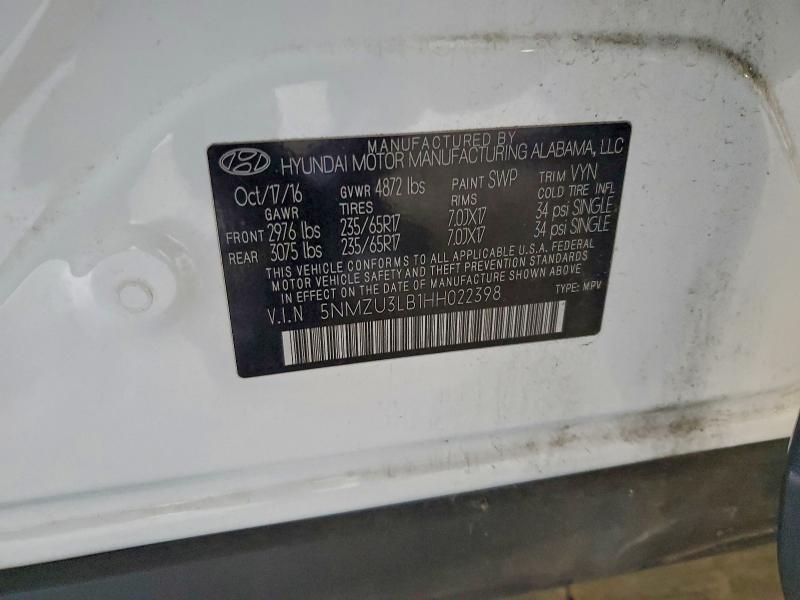 MANUFACTURED BY
HYUNDAI MOTOR MANUFACTURING ALABAMA, LLC
Oct/17/16 GVWR 4872 lbs PAINT SWP TRIM VYN
GAWR TIRES RIMS COLD TIRE INFL
FRONT 2976 lbs 235/65R17 7.0JX17 34 psi SINGLE
REAR 3075 lbs 235/65R17 7.0JX17 34 psi SINGLE
THIS VEHICLE CONFORMS TO ALL APPLICABLE U.S.A. FEDERAL
MOTOR VEHICLE SAFETY AND THEFT PREVENTION STANDARDS
IN EFFECT ON THE DATE OF MANUFACTURE SHOWN ABOVE
V.I.N 5NMZU3LB1HH022398 TYPE: MPV